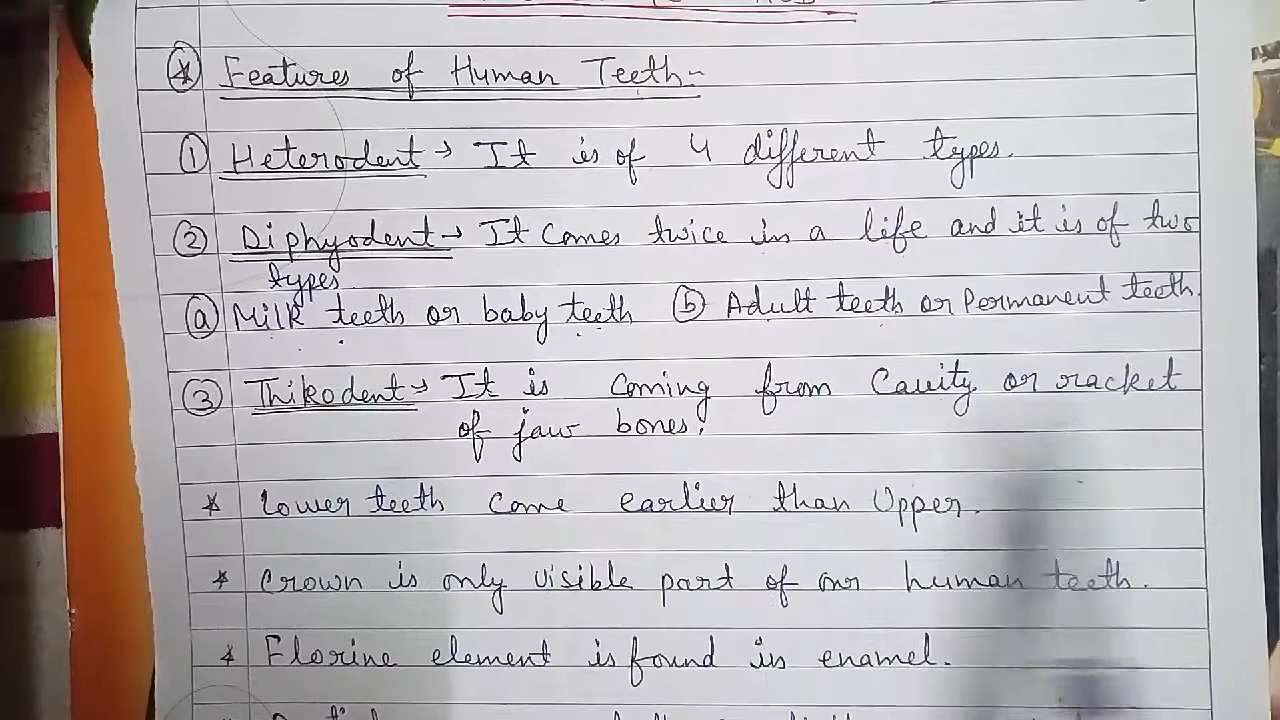 Features of Human Teeth-
① Heterodent → It is of 4 different types.
② Diphyodent → It Comes twice in a life and it is of two
types
ⓐ Milk teeth or baby teeth ⓑ Adult teeth or Permanent teeth.
③ Thikodent → It is Coming from Cavity or racket
of jaw bones.
* Lower teeth Come earlier than Upper.
* Crown is only visible part of our human teeth.
* Florine element is found in enamel.